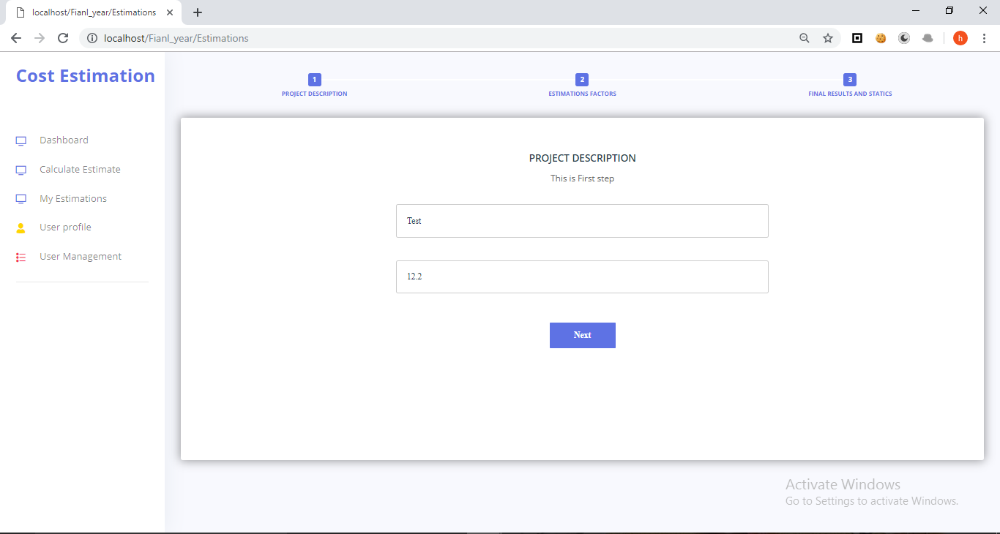 localhost/Fianl_year/Estimations
localhost/Fianl_year/Estimations
h
Cost Estimation
Dashboard
Calculate Estimate
My Estimations
User profile
User Management
1
2
3
PROJECT DESCRIPTION
ESTIMATIONS FACTORS
FINAL RESULTS AND STATICS
PROJECT DESCRIPTION
This is First step
Test
12.2
Next
Activate Windows
Go to Settings to activate Windows.